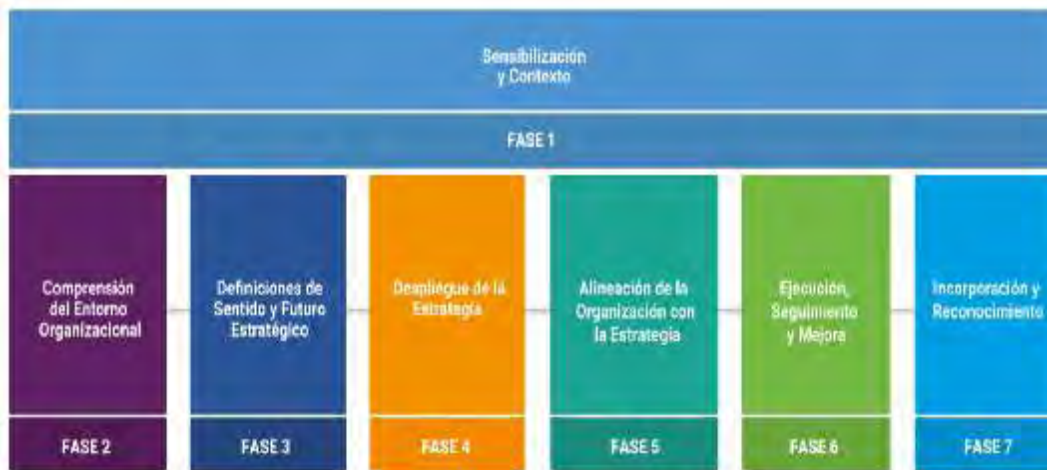 Sensibilización
y Contexto
FASE 1
Comprensión
del Entorno
Organizacional
FASE 2
Definiciones de
Sentido y Futuro
Estratégico
FASE 3
Despliegue de la
Estrategia
FASE 4
Alineación de la
Organización con
la Estrategia
FASE 5
Ejecución,
Seguimiento
y Mejora
FASE 6
Incorporación y
Reconocimiento
FASE 7